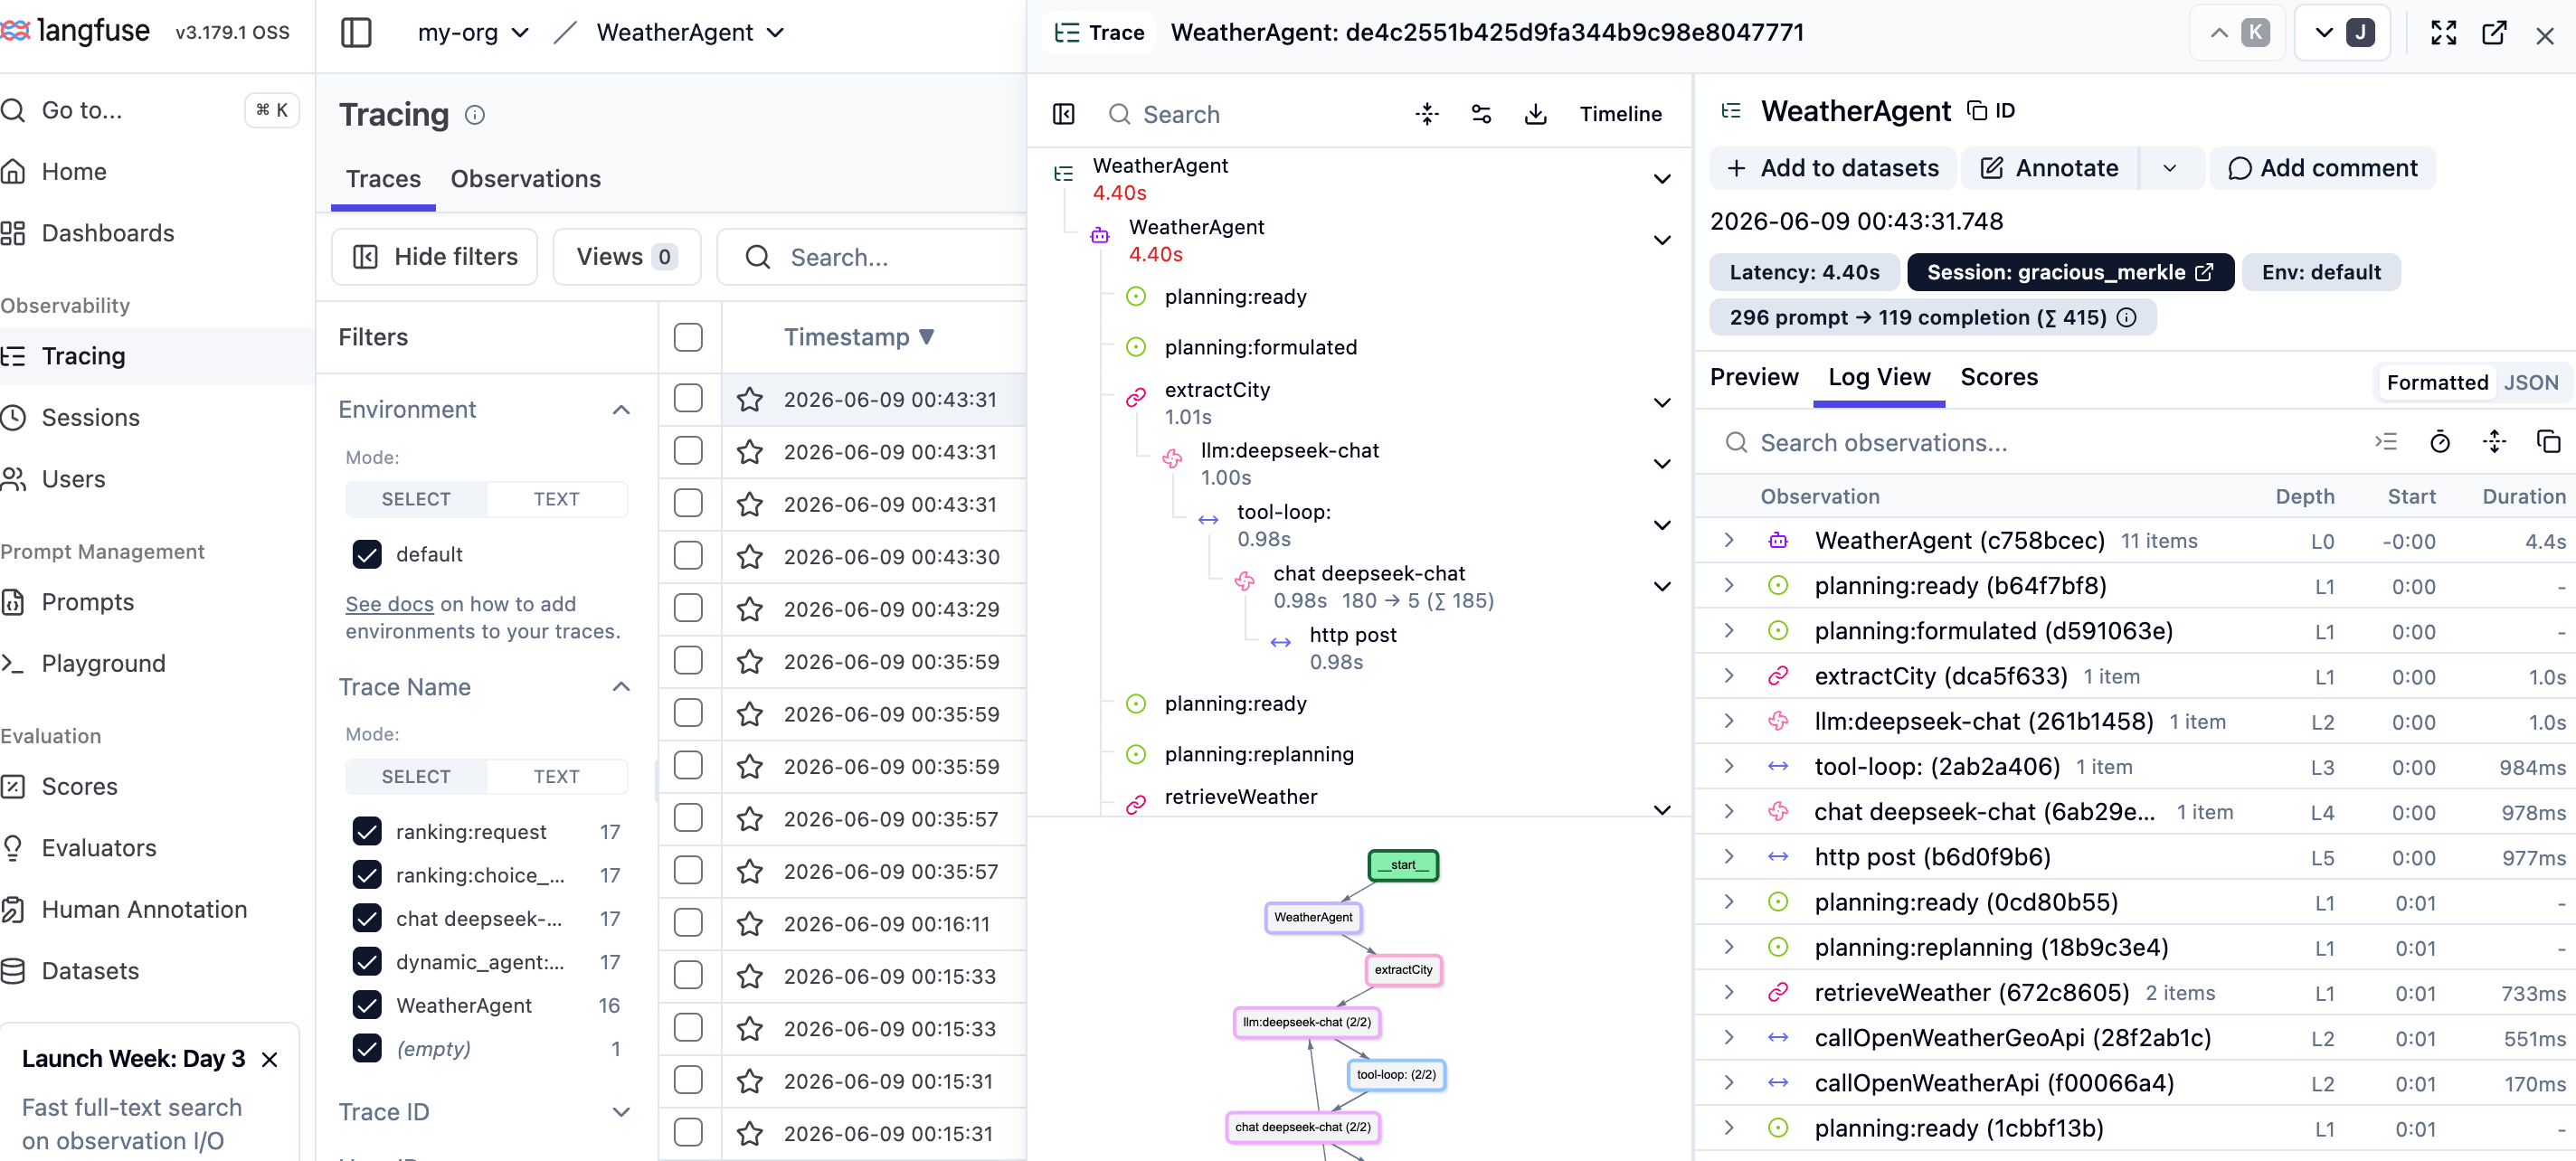 langfuse v3.179.1 OSS
Go to... ⌘ K
Home
Dashboards
Observability
Tracing
Sessions
Users
Prompt Management
Prompts
Playground
Evaluation
Scores
Evaluators
Human Annotation
Datasets
Launch Week: Day 3
Fast full-text search
on observation I/O
my-org
WeatherAgent
Tracing
Traces Observations
Hide filters
Views 0
Search...
Filters
Environment
Mode:
SELECT TEXT
default
See docs on how to add
environments to your traces.
Trace Name
Mode:
SELECT TEXT
ranking:request 17
ranking:choice_... 17
chat deepseek-... 17
dynamic_agent:... 17
WeatherAgent 16
(empty) 1
Trace ID
Timestamp ▼
2026-06-09 00:43:31
2026-06-09 00:43:31
2026-06-09 00:43:31
2026-06-09 00:43:30
2026-06-09 00:43:29
2026-06-09 00:35:59
2026-06-09 00:35:59
2026-06-09 00:35:59
2026-06-09 00:35:57
2026-06-09 00:35:57
2026-06-09 00:16:11
2026-06-09 00:15:33
2026-06-09 00:15:33
2026-06-09 00:15:31
2026-06-09 00:15:31
Trace WeatherAgent: de4c2551b425d9fa344b9c98e8047771
K
J
Search
Timeline
WeatherAgent
4.40s
WeatherAgent
4.40s
planning:ready
planning:formulated
extractCity
1.01s
llm:deepseek-chat
1.00s
tool-loop:
0.98s
chat deepseek-chat
0.98s 180 → 5 (∑ 185)
http post
0.98s
planning:ready
planning:replanning
retrieveWeather
__start__
WeatherAgent
extractCity
llm:deepseek-chat (2/2)
tool-loop: (2/2)
chat deepseek-chat (2/2)
WeatherAgent ID
Add to datasets
Annotate
Add comment
2026-06-09 00:43:31.748
Latency: 4.40s
Session: gracious_merkle
Env: default
296 prompt → 119 completion (∑ 415)
Preview Log View Scores
Formatted JSON
Search observations...
Observation Depth Start Duration
WeatherAgent (c758bcec) 11 items L0 -0:00 4.4s
planning:ready (b64f7bf8) L1 0:00 -
planning:formulated (d591063e) L1 0:00 -
extractCity (dca5f633) 1 item L1 0:00 1.0s
llm:deepseek-chat (261b1458) 1 item L2 0:00 1.0s
tool-loop: (2ab2a406) 1 item L3 0:00 984ms
chat deepseek-chat (6ab29e... 1 item L4 0:00 978ms
http post (b6d0f9b6) L5 0:00 977ms
planning:ready (0cd80b55) L1 0:01 -
planning:replanning (18b9c3e4) L1 0:01 -
retrieveWeather (672c8605) 2 items L1 0:01 733ms
callOpenWeatherGeoApi (28f2ab1c) L2 0:01 551ms
callOpenWeatherApi (f00066a4) L2 0:01 170ms
planning:ready (1cbbf13b) L1 0:01 -